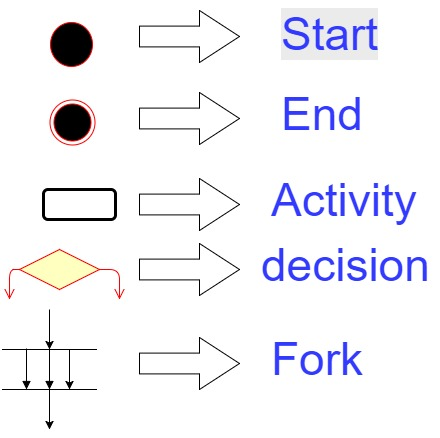 Start
End
Activity
decision
Fork